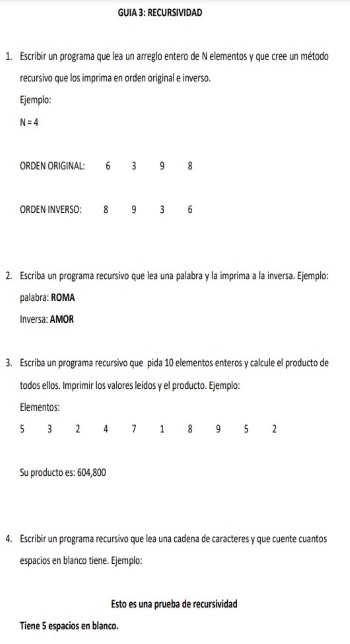 GUIA 3: RECURSIVIDAD
1. Escribir un programa que lea un arreglo entero de N elementos y que cree un método
recursivo que los imprima en orden original e inverso.
Ejemplo:
N = 4
ORDEN ORIGINAL: 6 3 9 8
ORDEN INVERSO: 8 9 3 6
2. Escriba un programa recursivo que lea una palabra y la imprima a la inversa. Ejemplo:
palabra: ROMA
Inversa: AMOR
3. Escriba un programa recursivo que pida 10 elementos enteros y calcule el producto de
todos ellos. Imprimir los valores leídos y el producto. Ejemplo:
Elementos:
5 3 2 4 7 1 8 9 5 2
Su producto es: 604,800
4. Escribir un programa recursivo que lea una cadena de caracteres y que cuente cuantos
espacios en blanco tiene. Ejemplo:
Esto es una prueba de recursividad
Tiene 5 espacios en blanco.